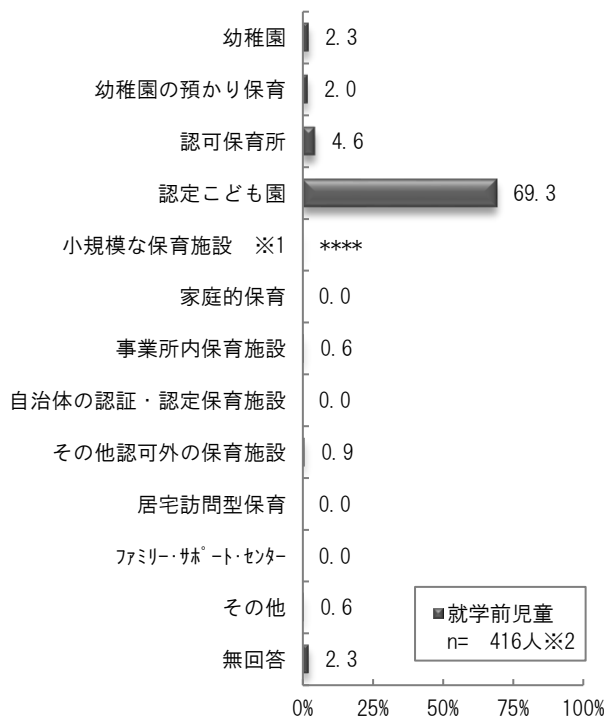 幼稚園 2.3
幼稚園の預かり保育 2.0
認可保育所 4.6
認定こども園 69.3
小規模な保育施設　※1 ****
家庭的保育 0.0
事業所内保育施設 0.6
自治体の認証・認定保育施設 0.0
その他認可外の保育施設 0.9
居宅訪問型保育 0.0
ﾌｧﾐﾘｰ・ｻﾎﾟｰﾄ・ｾﾝﾀｰ 0.0
その他 0.6
無回答 2.3
■就学前児童
n=　416人※2
0% 25% 50% 75% 100%